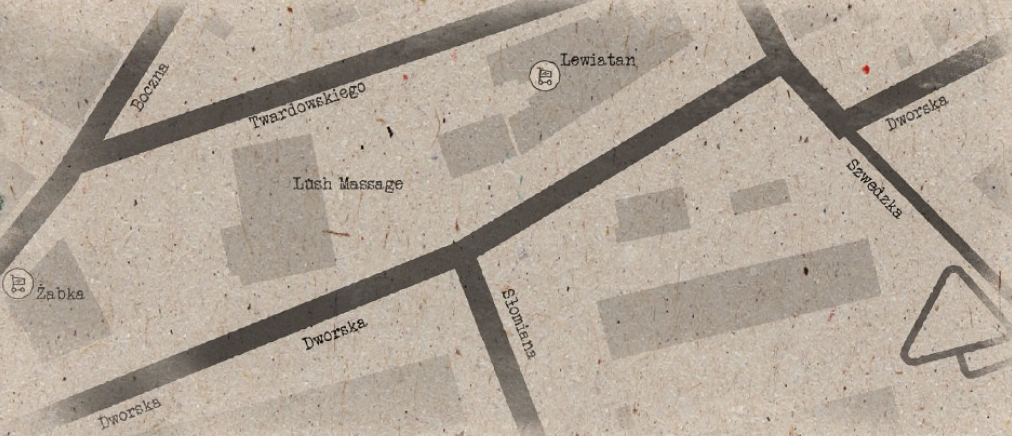 Boczna
Twardowskiego
Lewiatan
Dworska
Szwedzka
Lush Massage
Żabka
Słomiana
Dworska
Dworska